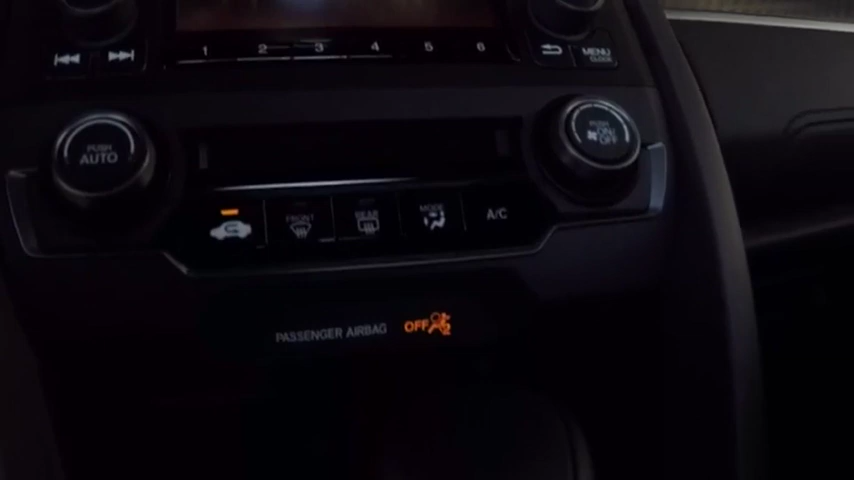 1 2 3 4 5 6
MENU
CLOCK
PUSH
AUTO
PUSH
ON/
OFF
FRONT
REAR
MODE
A/C
PASSENGER AIRBAG OFF 2